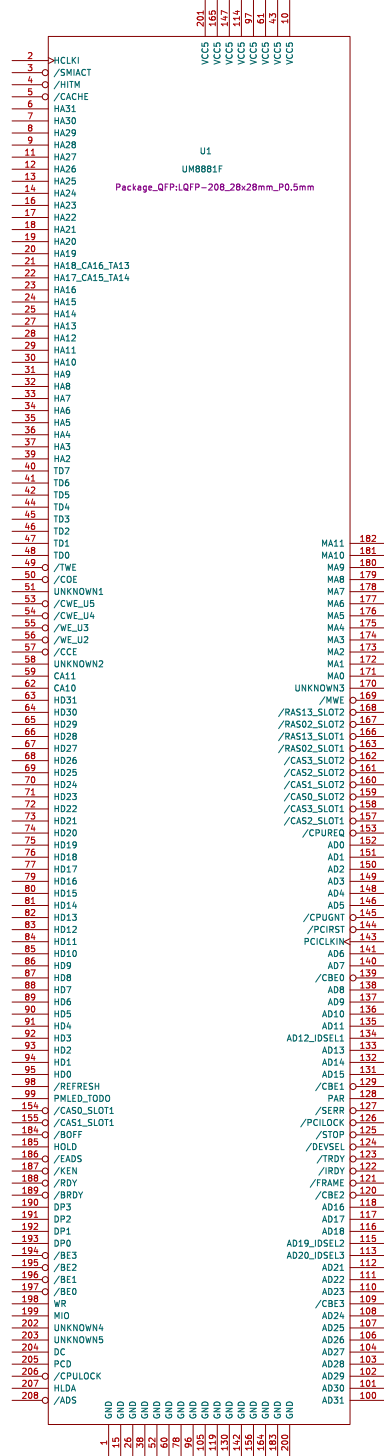 201 165 147 114 97 61 43 10
VCC5 VCC5 VCC5 VCC5 VCC5 VCC5 VCC5 VCC5
U1
UM8881F
Package_QFP:LQFP-208_28x28mm_P0.5mm
2 HCLKI
3 /SMIACT
4 /HITM
5 /CACHE
6 HA31
7 HA30
8 HA29
9 HA28
11 HA27
12 HA26
13 HA25
14 HA24
16 HA23
17 HA22
18 HA21
19 HA20
20 HA19
21 HA18_CA16_TA13
22 HA17_CA15_TA14
23 HA16
24 HA15
25 HA14
27 HA13
28 HA12
29 HA11
30 HA10
31 HA9
32 HA8
33 HA7
34 HA6
35 HA5
36 HA4
37 HA3
39 HA2
40 TD7
41 TD6
42 TD5
44 TD4
45 TD3
46 TD2
47 TD1
48 TD0
49 /TWE
50 /COE
51 UNKNOWN1
53 /CWE_U5
54 /CWE_U4
55 /WE_U3
56 /WE_U2
57 /CCE
58 UNKNOWN2
59 CA11
62 CA10
63 HD31
64 HD30
65 HD29
66 HD28
67 HD27
68 HD26
69 HD25
70 HD24
71 HD23
72 HD22
73 HD21
74 HD20
75 HD19
76 HD18
77 HD17
79 HD16
80 HD15
81 HD14
82 HD13
83 HD12
84 HD11
85 HD10
86 HD9
87 HD8
88 HD7
89 HD6
90 HD5
91 HD4
92 HD3
93 HD2
94 HD1
95 HD0
98 /REFRESH
99 PMLED_TODO
154 /CAS0_SLOT1
155 /CAS1_SLOT1
184 /BOFF
185 HOLD
186 /EADS
187 /KEN
188 /RDY
189 /BRDY
190 DP3
191 DP2
192 DP1
193 DP0
194 /BE3
195 /BE2
196 /BE1
197 /BE0
198 WR
199 MIO
202 UNKNOWN4
203 UNKNOWN5
204 DC
205 PCD
206 /CPULOCK
207 HLDA
208 /ADS
MA11 182
MA10 181
MA9 180
MA8 179
MA7 178
MA6 177
MA5 176
MA4 175
MA3 174
MA2 173
MA1 172
MA0 171
UNKNOWN3 170
/MWE 169
/RAS13_SLOT2 168
/RAS02_SLOT2 167
/RAS13_SLOT1 166
/RAS02_SLOT1 163
/CAS3_SLOT2 162
/CAS2_SLOT2 161
/CAS1_SLOT2 160
/CAS0_SLOT2 159
/CAS3_SLOT1 158
/CAS2_SLOT1 157
/CPUREQ 153
AD0 152
AD1 151
AD2 150
AD3 149
AD4 148
AD5 146
/CPUGNT 145
/PCIRST 144
PCICLKIN 143
AD6 141
AD7 140
/CBE0 139
AD8 138
AD9 137
AD10 136
AD11 135
AD12_IDSEL1 134
AD13 133
AD14 132
AD15 131
/CBE1 129
PAR 128
/SERR 127
/PCILOCK 126
/STOP 125
/DEVSEL 124
/TRDY 123
/IRDY 122
/FRAME 121
/CBE2 120
AD16 118
AD17 117
AD18 116
AD19_IDSEL2 115
AD20_IDSEL3 113
AD21 112
AD22 111
AD23 110
/CBE3 109
AD24 108
AD25 107
AD26 106
AD27 104
AD28 103
AD29 102
AD30 101
AD31 100
GND GND GND GND GND GND GND GND GND GND GND GND GND GND GND GND
1 15 26 38 52 60 78 96 105 119 130 142 156 164 183 200